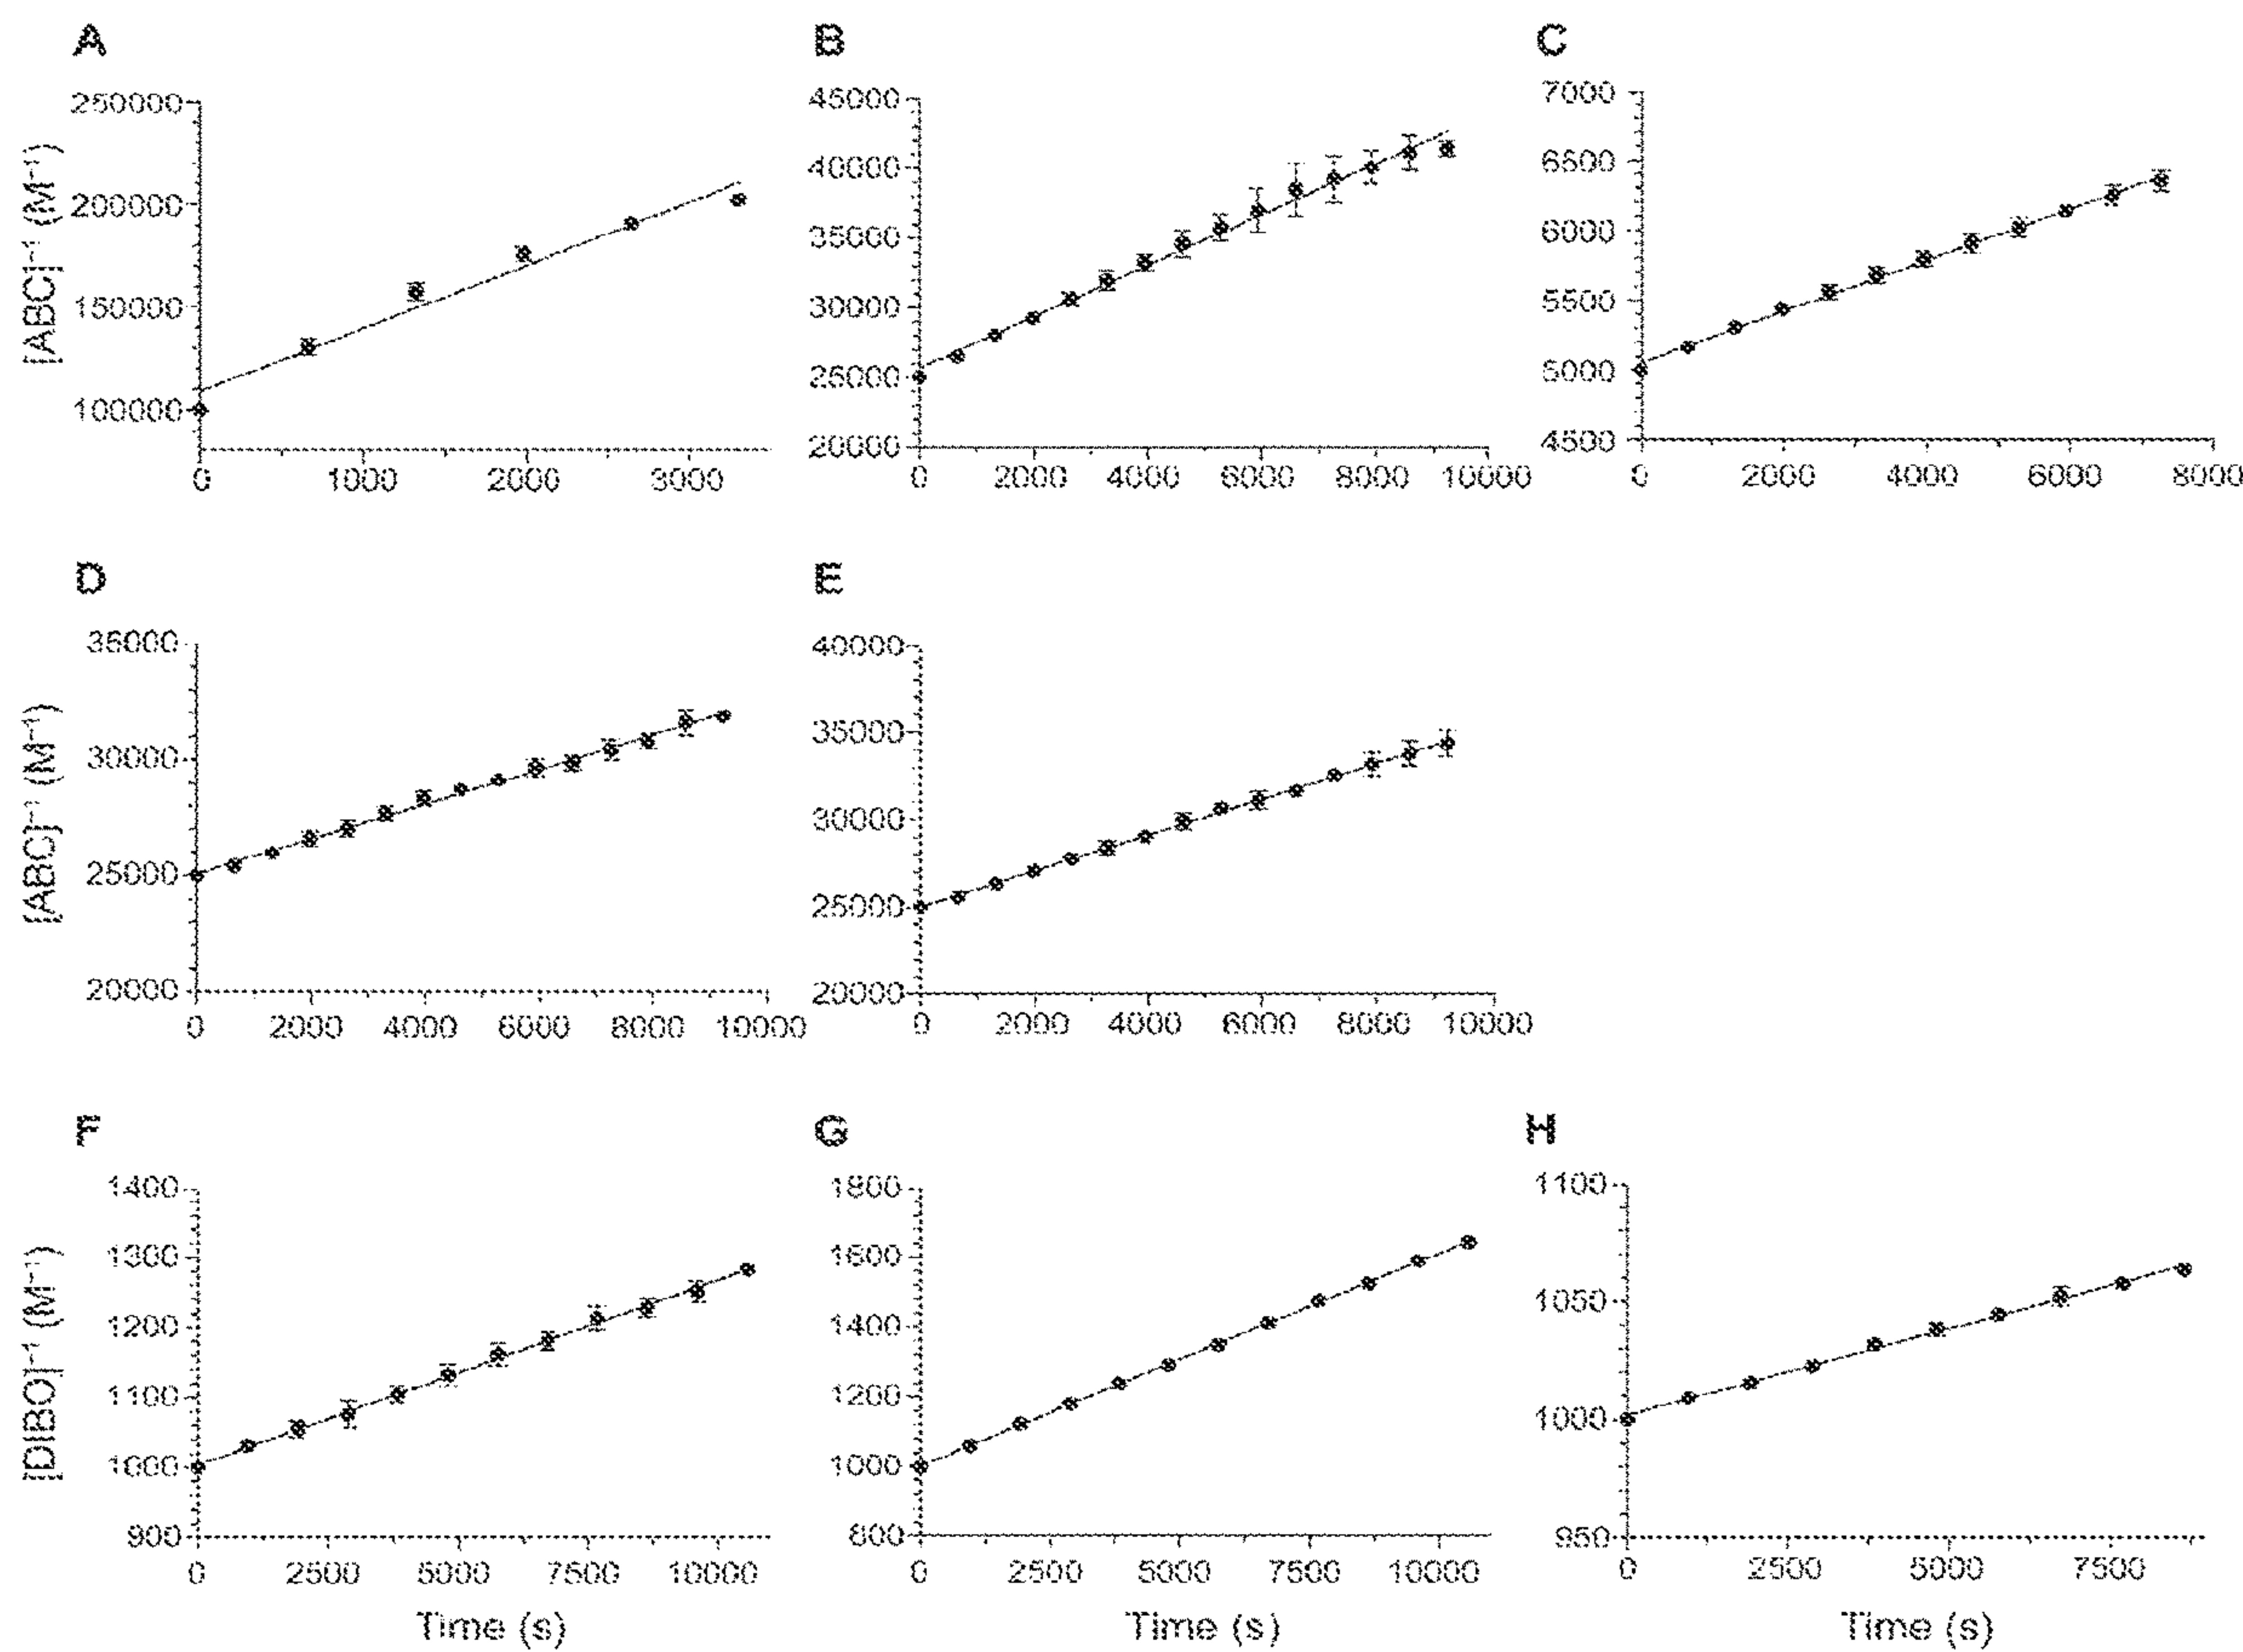 A
[ABC]⁻¹ (M⁻¹)
250000
200000
150000
100000
0 1000 2000 3000
B
45000
40000
35000
30000
25000
20000
0 2000 4000 6000 8000 10000
C
7000
6500
6000
5500
5000
4500
0 2000 4000 6000 8000
D
[ABC]⁻¹ (M⁻¹)
35000
30000
25000
20000
0 2000 4000 6000 8000 10000
E
40000
35000
30000
25000
20000
0 2000 4000 6000 8000 10000
F
[DIBO]⁻¹ (M⁻¹)
1400
1300
1200
1100
1000
900
0 2500 5000 7500 10000
Time (s)
G
1800
1600
1400
1200
1000
800
0 2500 5000 7500 10000
Time (s)
H
1100
1050
1000
950
0 2500 5000 7500
Time (s)